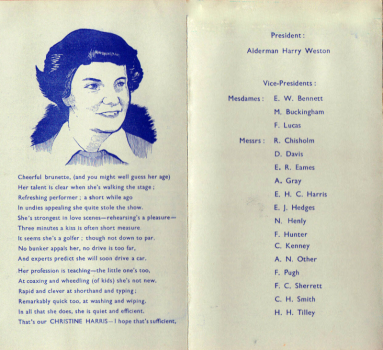 Cheerful brunette, (and you might well guess her age)
Her talent is clear when she's walking the stage;
Refreshing performer; a short while ago
In undies appealing she quite stole the show.
She's strongest in love scenes—rehearsing's a pleasure—
Three minutes a kiss is often short measure
It seems she's a golfer; though not down to par.
No bunker appals her, no drive is too far,
And experts predict she will soon drive a car.
Her profession is teaching—the little one's too,
At coaxing and wheedling (of kids) she's not new,
Rapid and clever at shorthand and typing;
Remarkably quick too, at washing and wiping.
In all that she does, she is quiet and efficient.
That's our CHRISTINE HARRIS—I hope that's sufficient,
President:
Alderman Harry Weston
Vice-Presidents:
Mesdames: E. W. Bennett
M. Buckingham
F. Lucas
Messrs: R. Chisholm
D. Davis
E. R. Eames
A. Gray
E. H. C. Harris
E. J. Hedges
N. Henly
F. Hunter
C. Kenney
A. N. Other
F. Pugh
F. C. Sherrett
C. H. Smith
H. H. Tilley